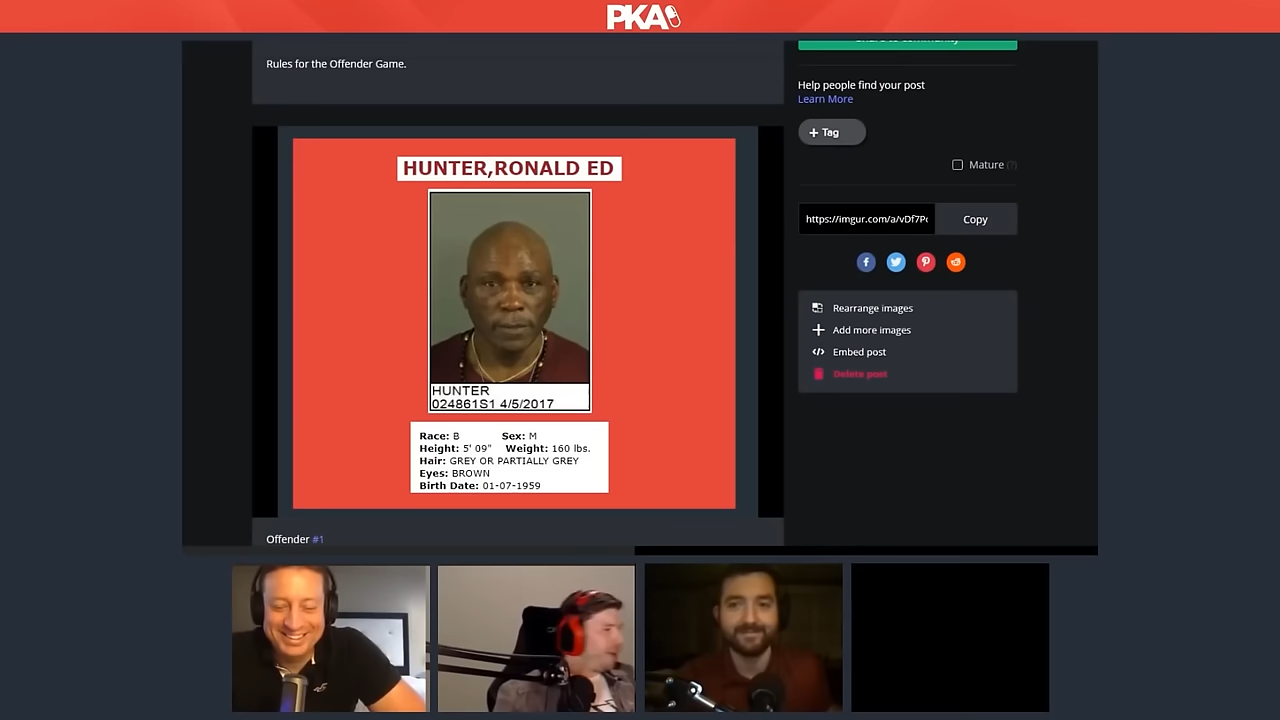 PKA
Rules for the Offender Game.
Help people find your post
Learn More
+ Tag
Mature (?)
https://imgur.com/a/vDf7P
Copy
HUNTER,RONALD ED
HUNTER
024861S1 4/5/2017
Race: B Sex: M
Height: 5' 09" Weight: 160 lbs.
Hair: GREY OR PARTIALLY GREY
Eyes: BROWN
Birth Date: 01-07-1959
Rearrange images
Add more images
Embed post
Delete post
Offender #1